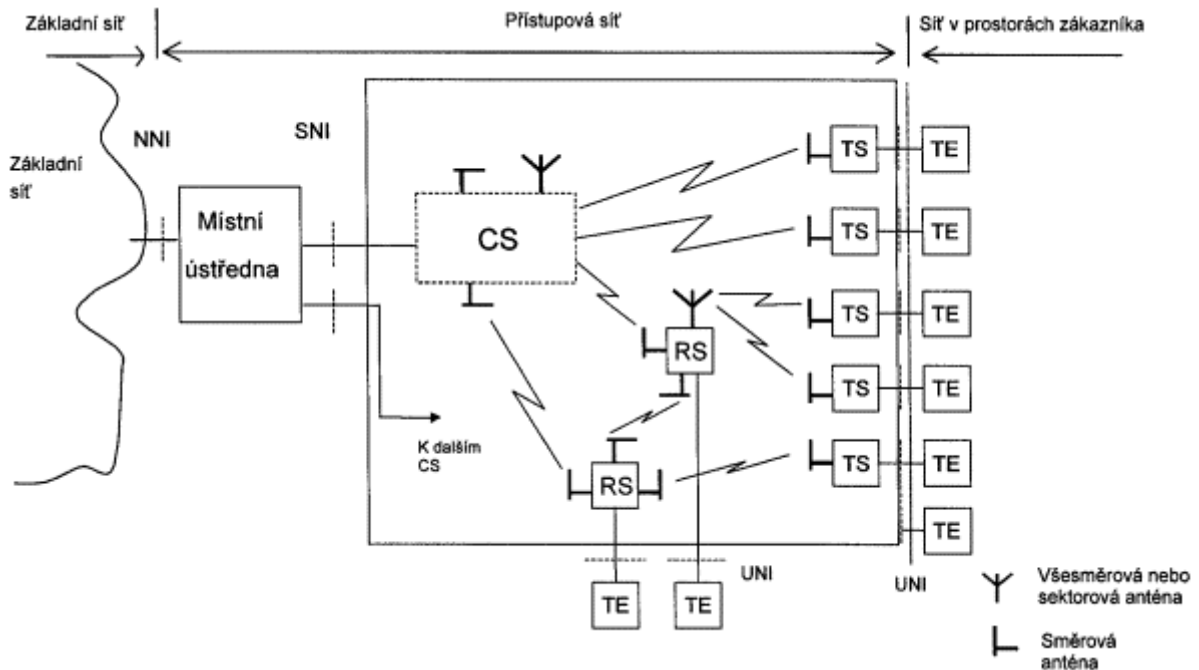 Základní síť
Přístupová síť
Síť v prostorách zákazníka
NNI
SNI
Základní
síť
Místní
ústředna
CS
TS
TE
TS
TE
TS
TE
RS
TS
TE
K dalším
CS
TS
TE
RS
TE
UNI
UNI
TE
TE
Všesměrová nebo
sektorová anténa
Směrová
anténa